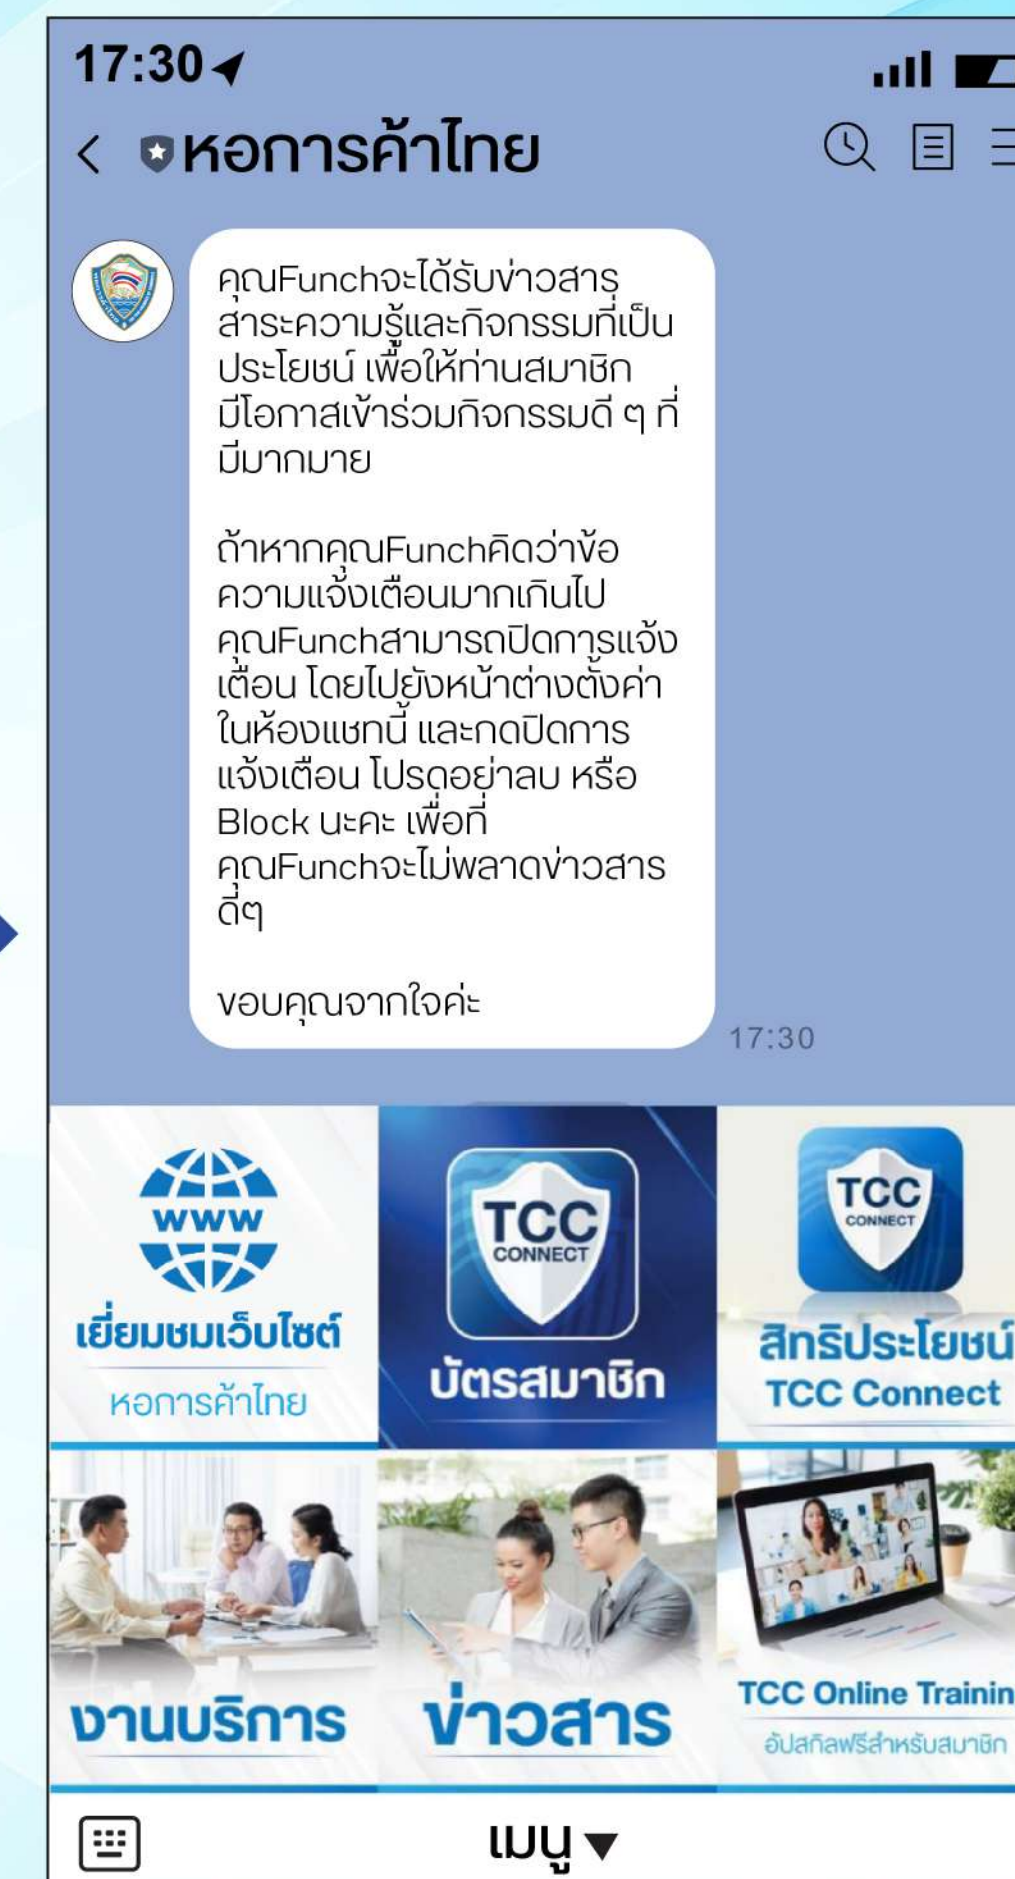 17:30
หอการค้าไทย
คุณFunchจะได้รับข่าวสาร
สาระความรู้และกิจกรรมที่เป็น
ประโยชน์ เพื่อให้ท่านสมาชิก
มีโอกาสเข้าร่วมกิจกรรมดี ๆ ที่
มีมากมาย
ถ้าหากคุณFunchคิดว่าข้อ
ความแจ้งเตือนมากเกินไป
คุณFunchสามารถปิดการแจ้ง
เตือน โดยไปยังหน้าต่างตั้งค่า
ในห้องแชทนี้ และกดปิดการ
แจ้งเตือน โปรดอย่าลบ หรือ
Block นะคะ เพื่อที่
คุณFunchจะไม่พลาดข่าวสาร
ดีๆ
ขอบคุณจากใจค่ะ
17:30
www
เยี่ยมชมเว็บไซต์
หอการค้าไทย
TCC
CONNECT
บัตรสมาชิก
TCC
CONNECT
สิทธิประโยชน์
TCC Connect
งานบริการ
ข่าวสาร
TCC Online Trainin
อัปสกิลฟรีสำหรับสมาชิก
เมนู